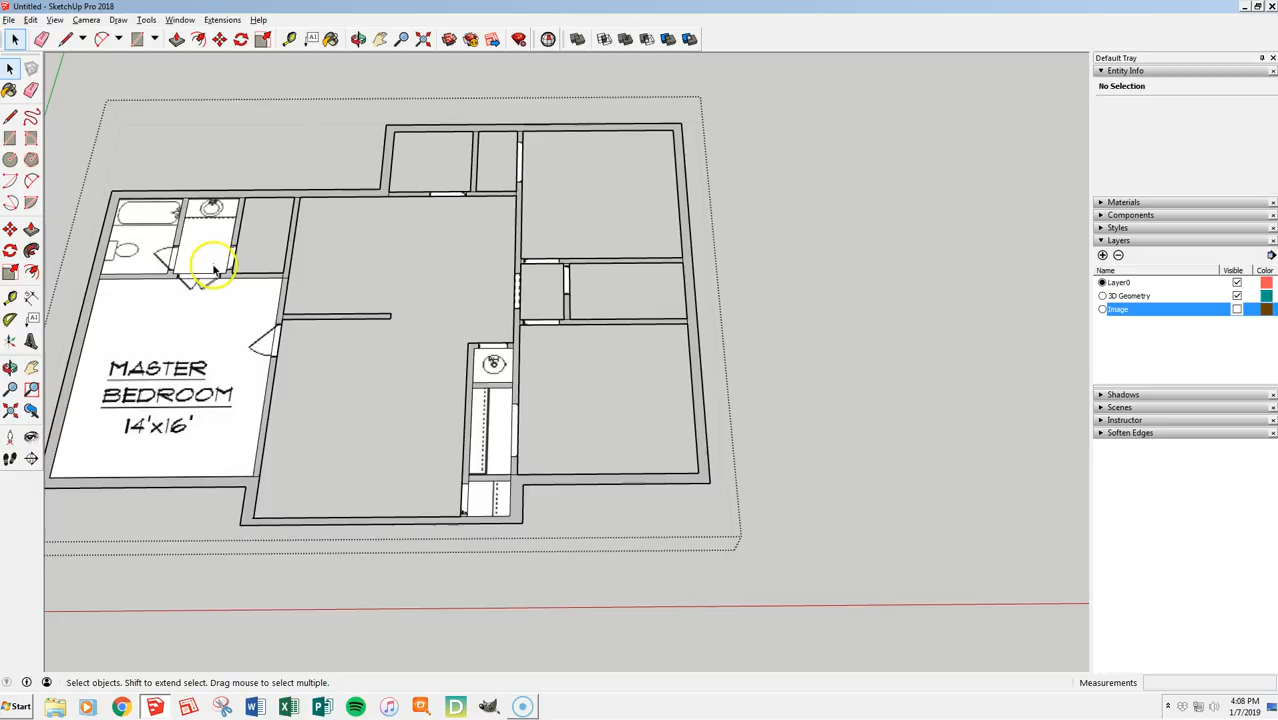 Untitled - SketchUp Pro 2018
File Edit View Camera Draw Tools Window Extensions Help
Default Tray
Entity Info
No Selection
Materials
Components
Styles
Layers
Name Visible Color
Layer0
3D Geometry
Image
Shadows
Scenes
Instructor
Soften Edges
MASTER
BEDROOM
14'x16'
Select objects. Shift to extend select. Drag mouse to select multiple.
Measurements
Start
4:08 PM
1/7/2019